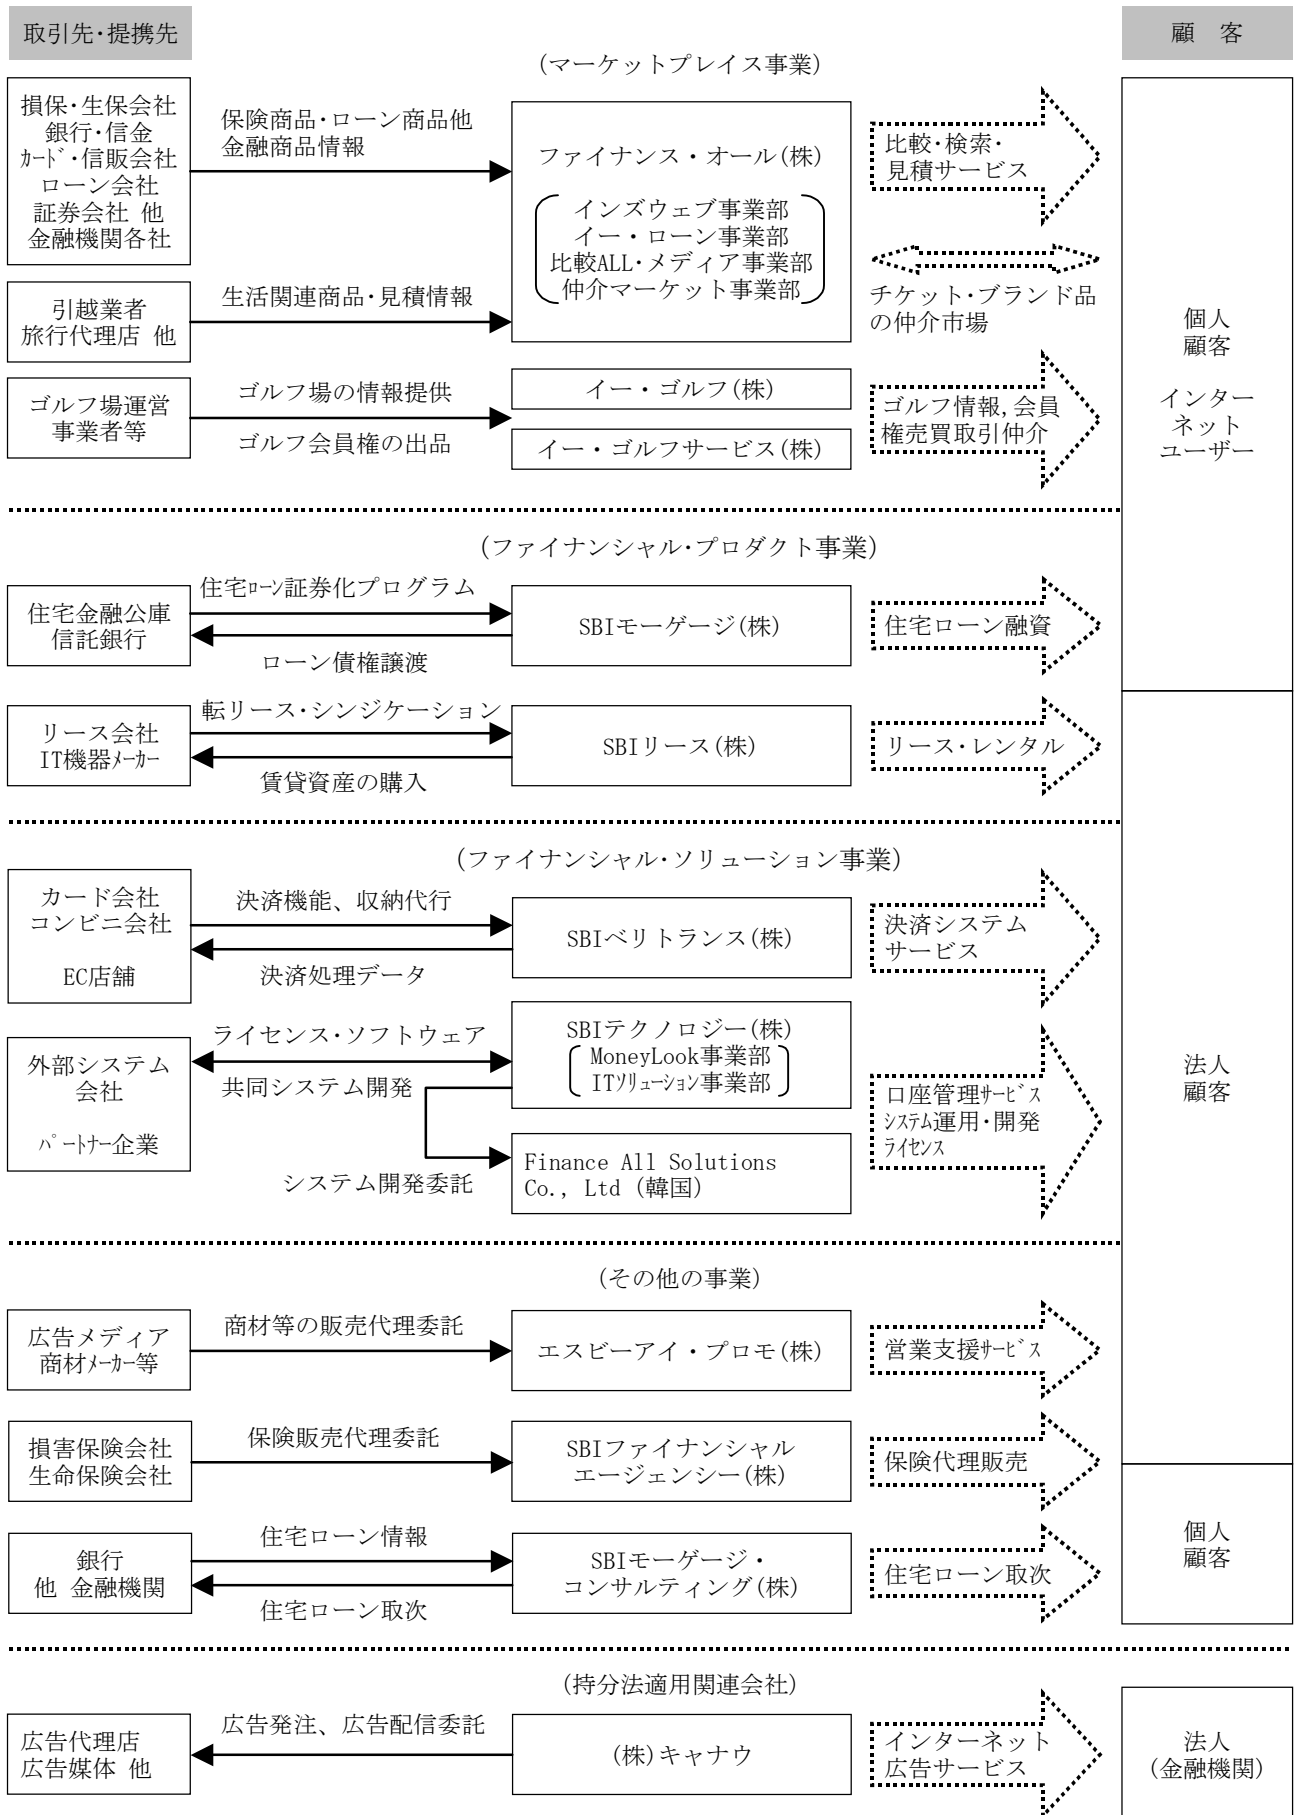 取引先・提携先
顧　客
(マーケットプレイス事業)
損保・生保会社
銀行・信金
カード・信販会社
ローン会社
証券会社 他
金融機関各社
保険商品・ローン商品他
金融商品情報
ファイナンス・オール(株)
インズウェブ事業部
イー・ローン事業部
比較ALL・メディア事業部
仲介マーケット事業部
比較・検索・
見積サービス
チケット・ブランド品
の仲介市場
引越業者
旅行代理店 他
生活関連商品・見積情報
ゴルフ場運営
事業者等
ゴルフ場の情報提供
ゴルフ会員権の出品
イー・ゴルフ(株)
イー・ゴルフサービス(株)
ゴルフ情報,会員
権売買取引仲介
個人
顧客
インター
ネット
ユーザー
(ファイナンシャル・プロダクト事業)
住宅金融公庫
信託銀行
住宅ローン証券化プログラム
ローン債権譲渡
SBIモーゲージ(株)
住宅ローン融資
リース会社
IT機器メーカー
転リース・シンジケーション
賃貸資産の購入
SBIリース(株)
リース・レンタル
(ファイナンシャル・ソリューション事業)
カード会社
コンビニ会社
EC店舗
決済機能、収納代行
決済処理データ
SBIベリトランス(株)
決済システム
サービス
外部システム
会社
パートナー企業
ライセンス・ソフトウェア
共同システム開発
システム開発委託
SBIテクノロジー(株)
MoneyLook事業部
ITソリューション事業部
Finance All Solutions
Co., Ltd (韓国)
口座管理サービス
システム運用・開発
ライセンス
法人
顧客
(その他の事業)
広告メディア
商材メーカー等
商材等の販売代理委託
エスビーアイ・プロモ(株)
営業支援サービス
損害保険会社
生命保険会社
保険販売代理委託
SBIファイナンシャル
エージェンシー(株)
保険代理販売
銀行
他 金融機関
住宅ローン情報
住宅ローン取次
SBIモーゲージ・
コンサルティング(株)
住宅ローン取次
個人
顧客
(持分法適用関連会社)
広告代理店
広告媒体 他
広告発注、広告配信委託
(株)キャナウ
インターネット
広告サービス
法人
(金融機関)